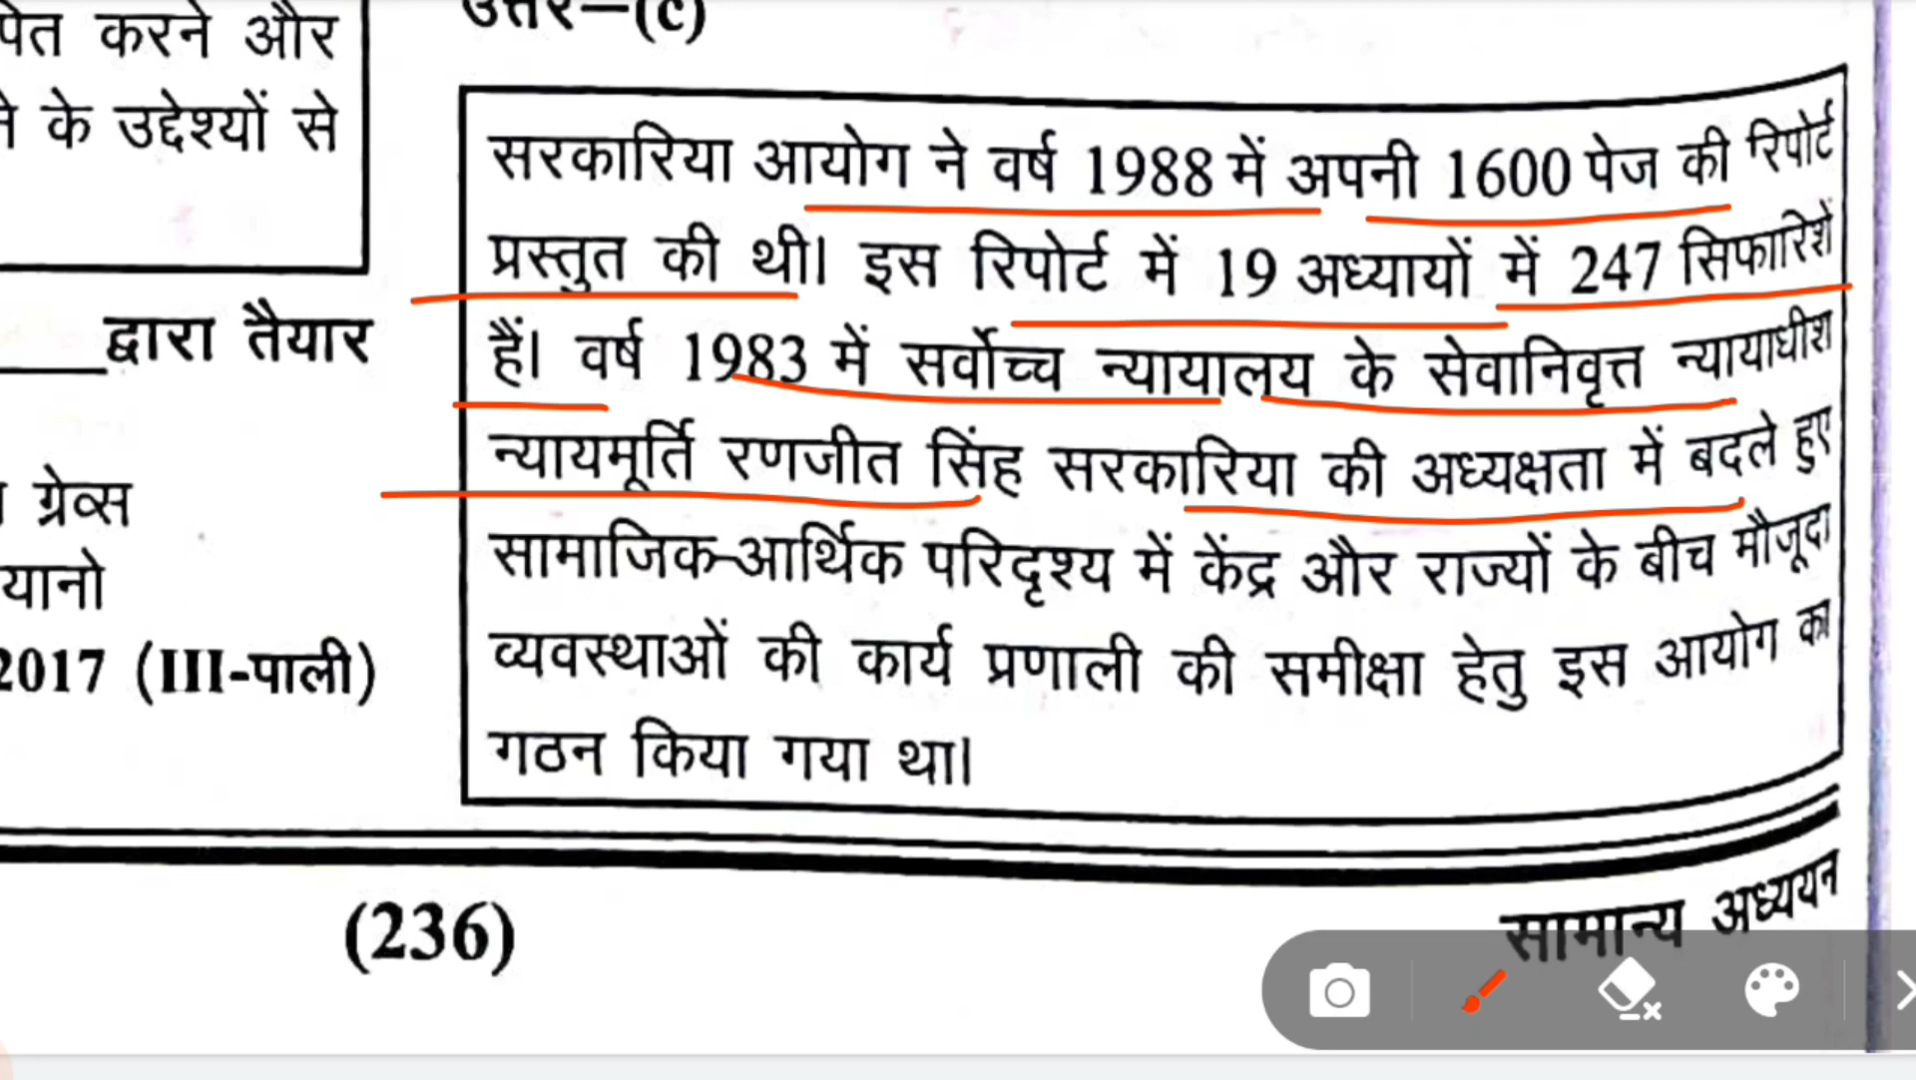 पित करने और
ने के उद्देश्यों से
द्वारा तैयार
ग्रेव्स
यानो
2017 (III-पाली)
उत्तर—(c)
सरकारिया आयोग ने वर्ष 1988 में अपनी 1600 पेज की रिपोर्ट
प्रस्तुत की थी। इस रिपोर्ट में 19 अध्यायों में 247 सिफारिशें
हैं। वर्ष 1983 में सर्वोच्च न्यायालय के सेवानिवृत्त न्यायाधीश
न्यायमूर्ति रणजीत सिंह सरकारिया की अध्यक्षता में बदले हुए
सामाजिक-आर्थिक परिदृश्य में केंद्र और राज्यों के बीच मौजूदा
व्यवस्थाओं की कार्य प्रणाली की समीक्षा हेतु इस आयोग का
गठन किया गया था।
(236)
सामान्य अध्ययन